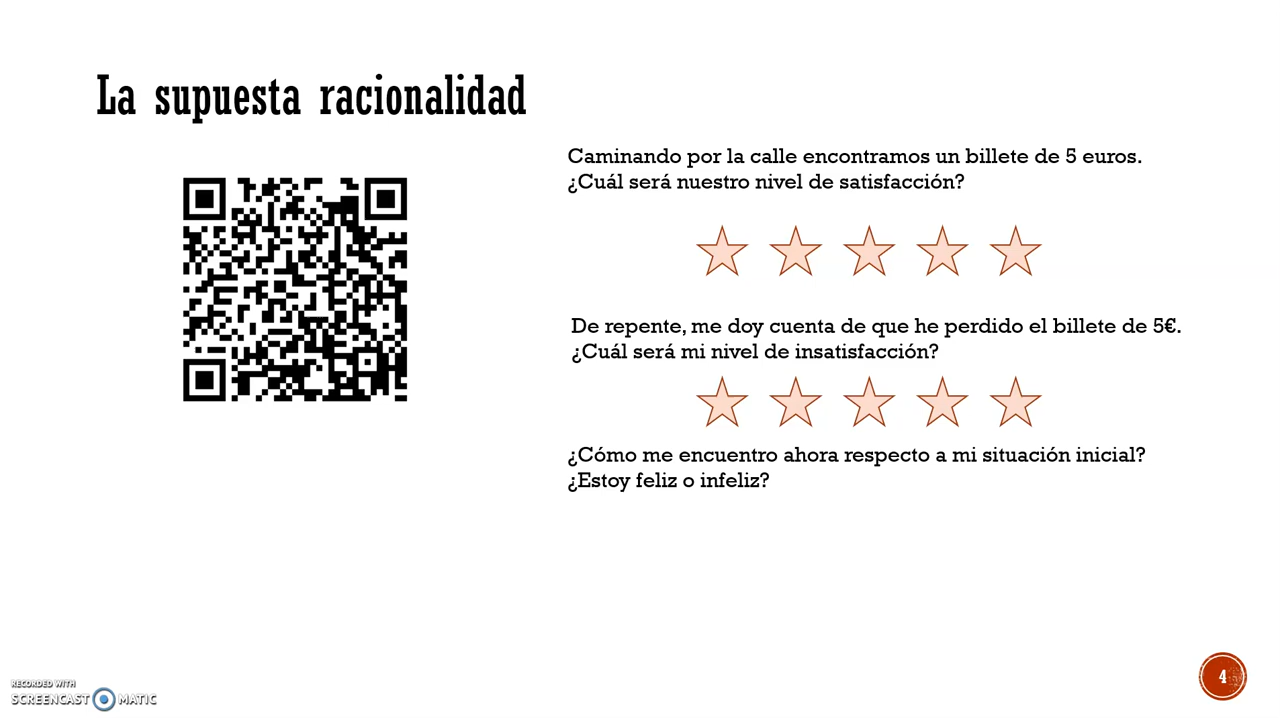 La supuesta racionalidad
Caminando por la calle encontramos un billete de 5 euros.
¿Cuál será nuestro nivel de satisfacción?
De repente, me doy cuenta de que he perdido el billete de 5€.
¿Cuál será mi nivel de insatisfacción?
¿Cómo me encuentro ahora respecto a mi situación inicial?
¿Estoy feliz o infeliz?
RECORDED WITH
SCREENCAST MATIC
4